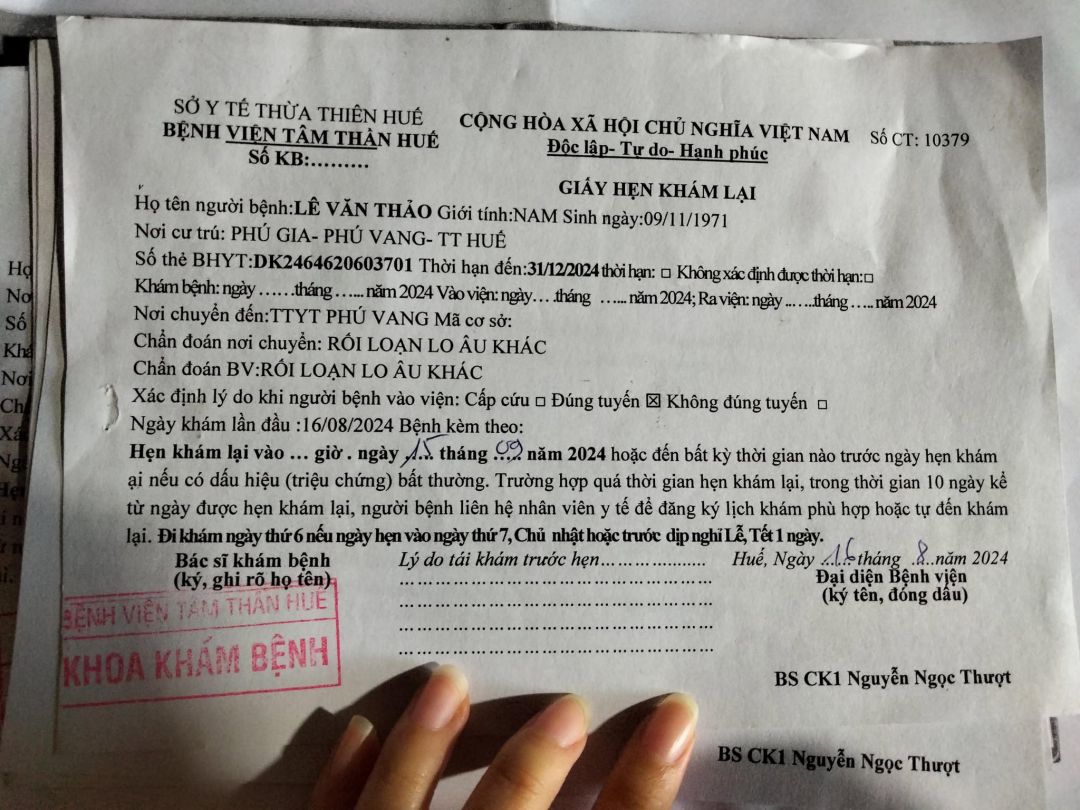 SỞ Y TẾ THỪA THIÊN HUẾ
BỆNH VIỆN TÂM THẦN HUẾ
Số KB:.........
CỘNG HÒA XÃ HỘI CHỦ NGHĨA VIỆT NAM
Độc lập- Tự do- Hạnh phúc
Số CT: 10379
GIẤY HẸN KHÁM LẠI
Họ tên người bệnh:LÊ VĂN THẢO Giới tính:NAM Sinh ngày:09/11/1971
Nơi cư trú: PHÚ GIA- PHÚ VANG- TT HUẾ
Số thẻ BHYT:DK2464620603701 Thời hạn đến:31/12/2024 thời hạn: □ Không xác định được thời hạn:□
Khám bệnh: ngày ......tháng ...... năm 2024 Vào viện: ngày.... .tháng ...... năm 2024; Ra viện: ngày ......tháng ..... năm 2024
Nơi chuyển đến:TTYT PHÚ VANG Mã cơ sở:
Chẩn đoán nơi chuyển: RỐI LOẠN LO ÂU KHÁC
Chẩn đoán BV:RỐI LOẠN LO ÂU KHÁC
Xác định lý do khi người bệnh vào viện: Cấp cứu □ Đúng tuyến ☒ Không đúng tuyến □
Ngày khám lần đầu :16/08/2024 Bệnh kèm theo:
Hẹn khám lại vào ... giờ . ngày 15 tháng 09 năm 2024 hoặc đến bất kỳ thời gian nào trước ngày hẹn khám
ại nếu có dấu hiệu (triệu chứng) bất thường. Trường hợp quá thời gian hẹn khám lại, trong thời gian 10 ngày kể
từ ngày được hẹn khám lại, người bệnh liên hệ nhân viên y tế để đăng ký lịch khám phù hợp hoặc tự đến khám
lại. Đi khám ngày thứ 6 nếu ngày hẹn vào ngày thứ 7, Chủ nhật hoặc trước dịp nghỉ Lễ, Tết 1 ngày.
Bác sĩ khám bệnh
(ký, ghi rõ họ tên)
Lý do tái khám trước hẹn........................
Huế, Ngày 16 tháng 8 năm 2024
Đại diện Bệnh viện
(ký tên, đóng dấu)
BỆNH VIỆN TÂM THẦN HUẾ
KHOA KHÁM BỆNH
BS CK1 Nguyễn Ngọc Thượt
BS CK1 Nguyễn Ngọc Thượt
Họ
Nơ
Số
Khá
Nơi
Ch
Xá